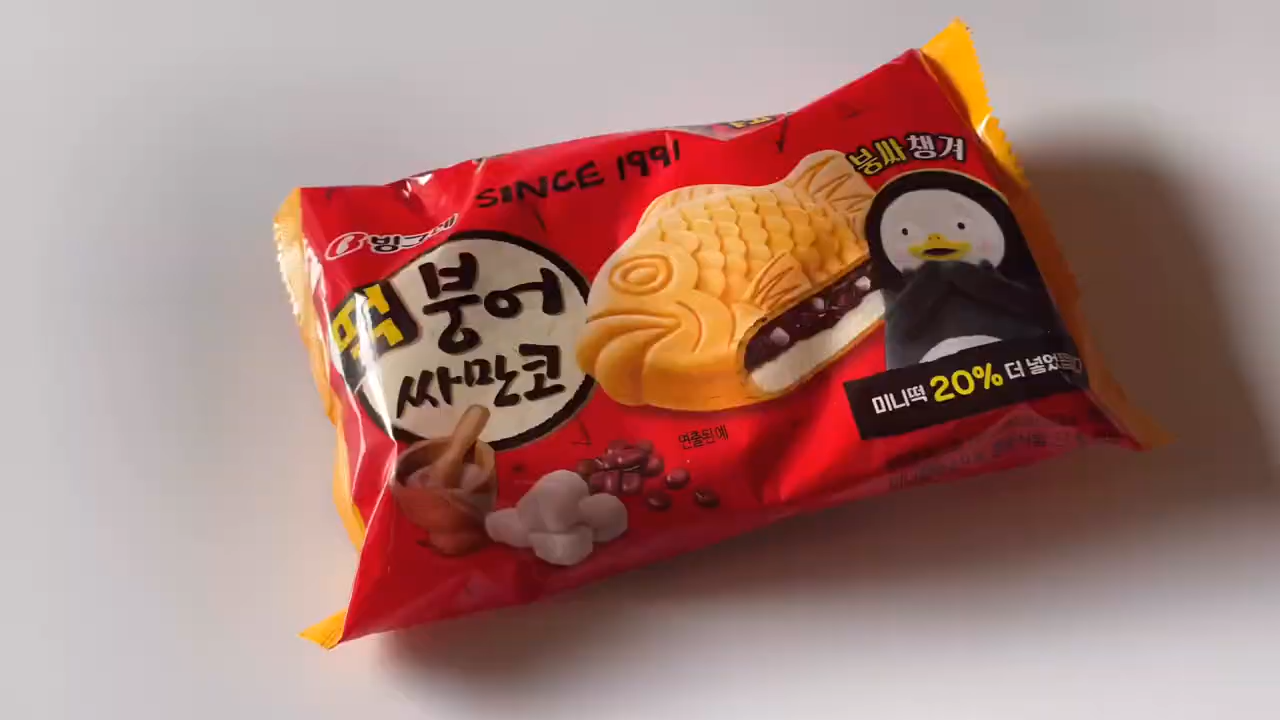 SINCE 1991
빙그레
떡 붕어
싸만코
붕싸 챙겨
미니떡 20% 더 넣었
연출된 예